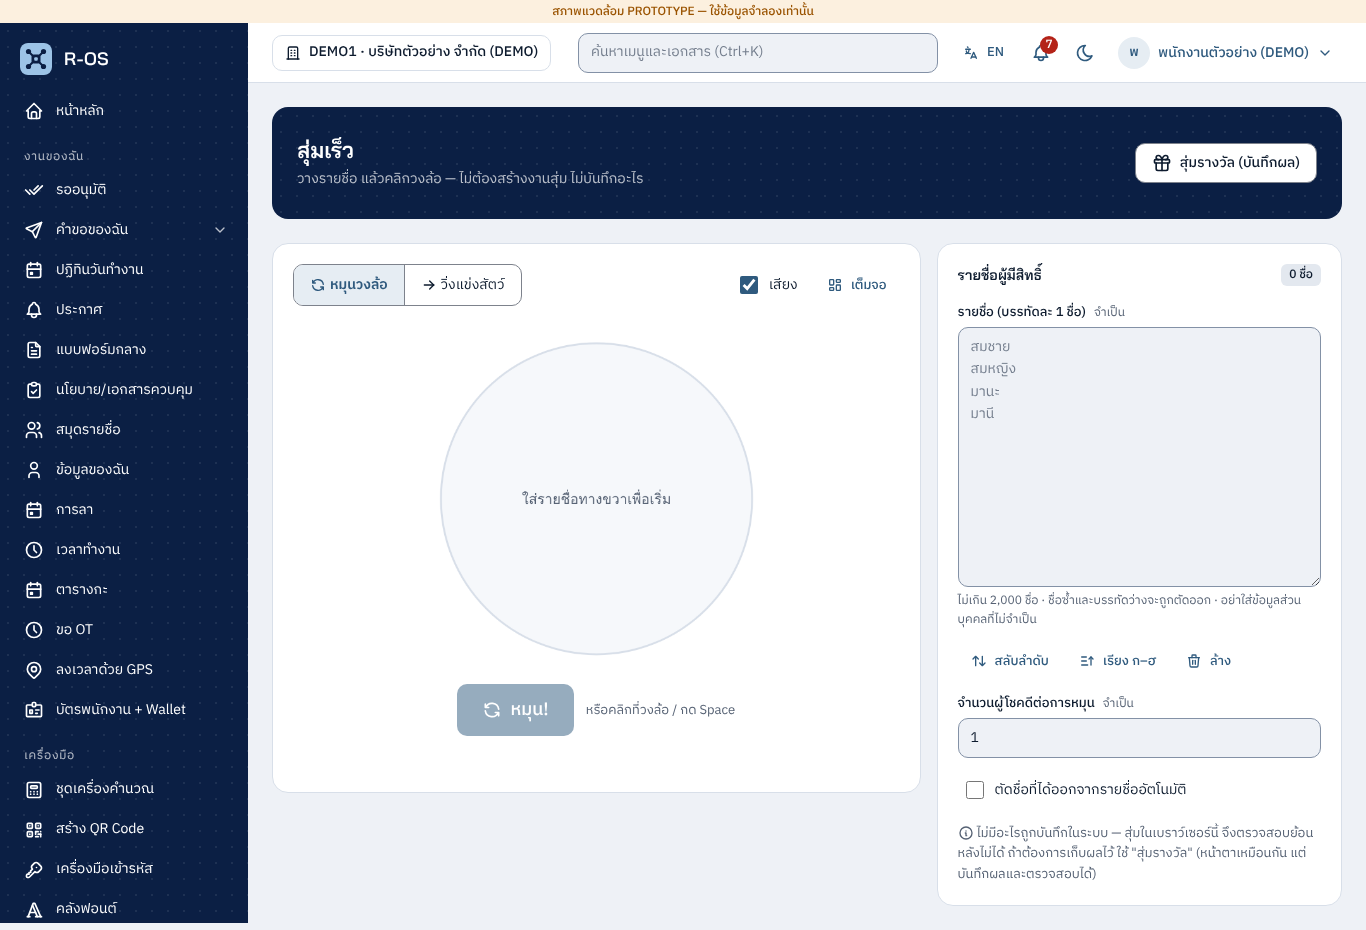 สภาพแวดล้อม PROTOTYPE — ใช้ข้อมูลจำลองเท่านั้น
R-OS
DEMO1 · บริษัทตัวอย่าง จำกัด (DEMO)
ค้นหาเมนูและเอกสาร (Ctrl+K)
EN
7
พ
พนักงานตัวอย่าง (DEMO)
หน้าหลัก
งานของฉัน
รออนุมัติ
คำขอของฉัน
ปฏิทินวันทำงาน
ประกาศ
แบบฟอร์มกลาง
นโยบาย/เอกสารควบคุม
สมุดรายชื่อ
ข้อมูลของฉัน
การลา
เวลาทำงาน
ตารางกะ
ขอ OT
ลงเวลาด้วย GPS
บัตรพนักงาน + Wallet
เครื่องมือ
ชุดเครื่องคำนวณ
สร้าง QR Code
เครื่องมือเข้ารหัส
คลังฟอนต์
สุ่มเร็ว
วางรายชื่อ แล้วคลิกวงล้อ — ไม่ต้องสร้างงานสุ่ม ไม่บันทึกอะไร
สุ่มรางวัล (บันทึกผล)
หมุนวงล้อ
วิ่งแข่งสัตว์
เสียง
เต็มจอ
ใส่รายชื่อทางขวาเพื่อเริ่ม
หมุน!
หรือคลิกที่วงล้อ / กด Space
รายชื่อผู้มีสิทธิ์
0 ชื่อ
รายชื่อ (บรรทัดละ 1 ชื่อ) จำเป็น
สมชาย
สมหญิง
มานะ
มานี
ไม่เกิน 2,000 ชื่อ · ชื่อซ้ำและบรรทัดว่างจะถูกตัดออก · อย่าใส่ข้อมูลส่วน
บุคคลที่ไม่จำเป็น
สลับลำดับ
เรียง ก–ฮ
ล้าง
จำนวนผู้โชคดีต่อการหมุน จำเป็น
1
ตัดชื่อที่ได้ออกจากรายชื่ออัตโนมัติ
ไม่มีอะไรถูกบันทึกในระบบ — สุ่มในเบราว์เซอร์นี้ จึงตรวจสอบย้อน
หลังไม่ได้ ถ้าต้องการเก็บผลไว้ ใช้ "สุ่มรางวัล" (หน้าตาเหมือนกัน แต่
บันทึกผลและตรวจสอบได้)